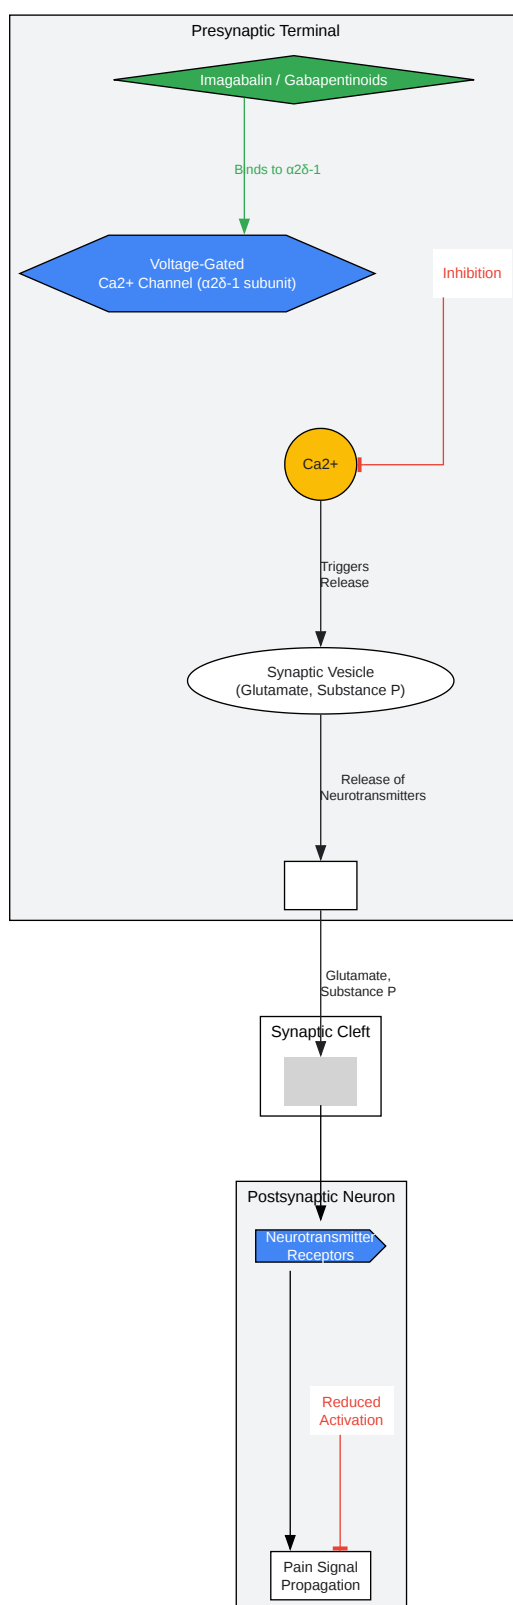 Presynaptic Terminal
Imagabalin / Gabapentinoids
Binds to α2δ-1
Voltage-Gated
Ca2+ Channel (α2δ-1 subunit)
Inhibition
Ca2+
Triggers
Release
Synaptic Vesicle
(Glutamate, Substance P)
Release of
Neurotransmitters
Glutamate,
Substance P
Synaptic Cleft
Postsynaptic Neuron
Neurotransmitter
Receptors
Reduced
Activation
Pain Signal
Propagation